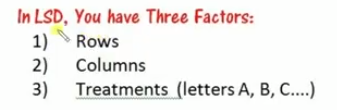 In LSD, You have Three Factors:
1) Rows
2) Columns
3) Treatments (letters A, B, C....)